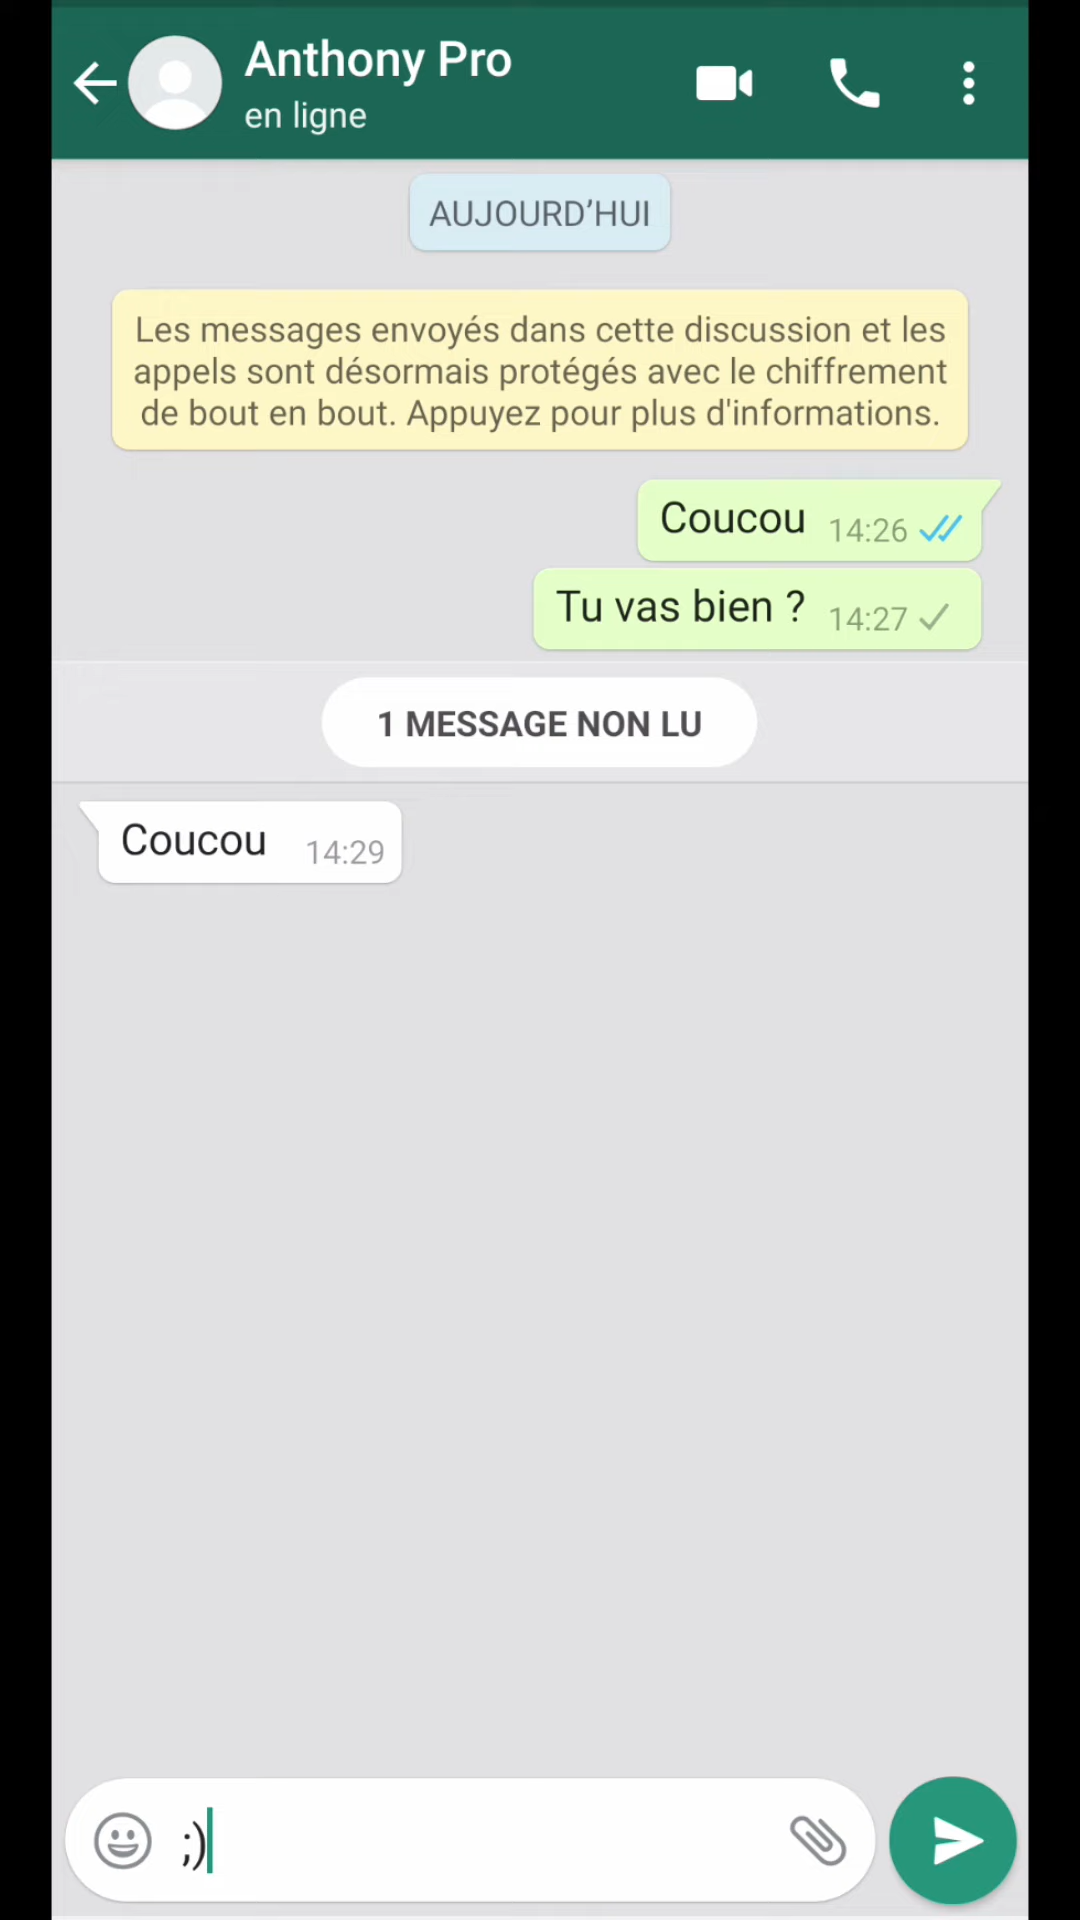 Anthony Pro
en ligne
AUJOURD’HUI
Les messages envoyés dans cette discussion et les
appels sont désormais protégés avec le chiffrement
de bout en bout. Appuyez pour plus d'informations.
Coucou 14:26
Tu vas bien ? 14:27
1 MESSAGE NON LU
Coucou 14:29
;)